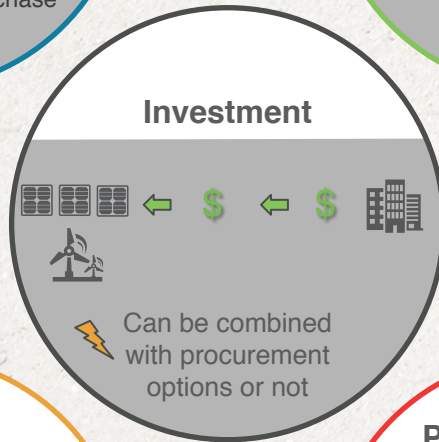 chase
Investment
$ $
Can be combined
with procurement
options or not